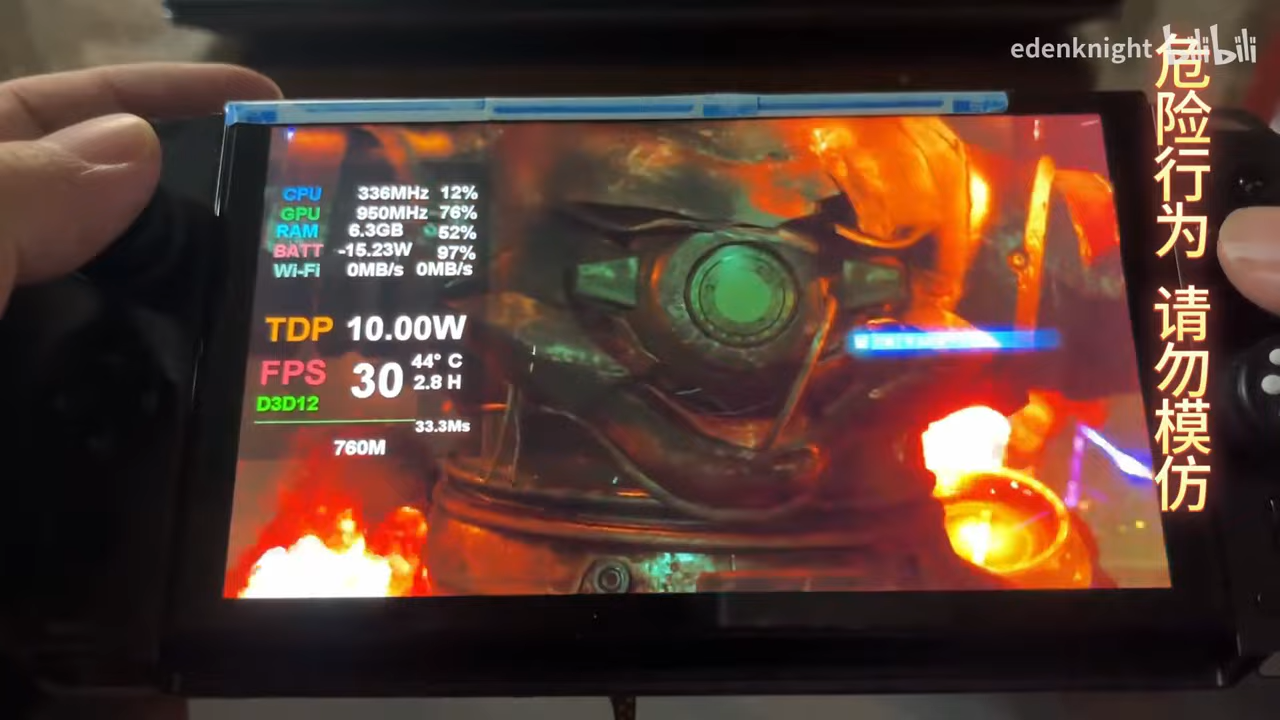 edenknight bilibili
危险行为 请勿模仿
CPU 336MHz 12%
GPU 950MHz 76%
RAM 6.3GB 52%
BATT -15.23W 97%
Wi-Fi 0MB/s 0MB/s
TDP 10.00W
FPS 30 44° C
2.8 H
D3D12
33.3Ms
760M